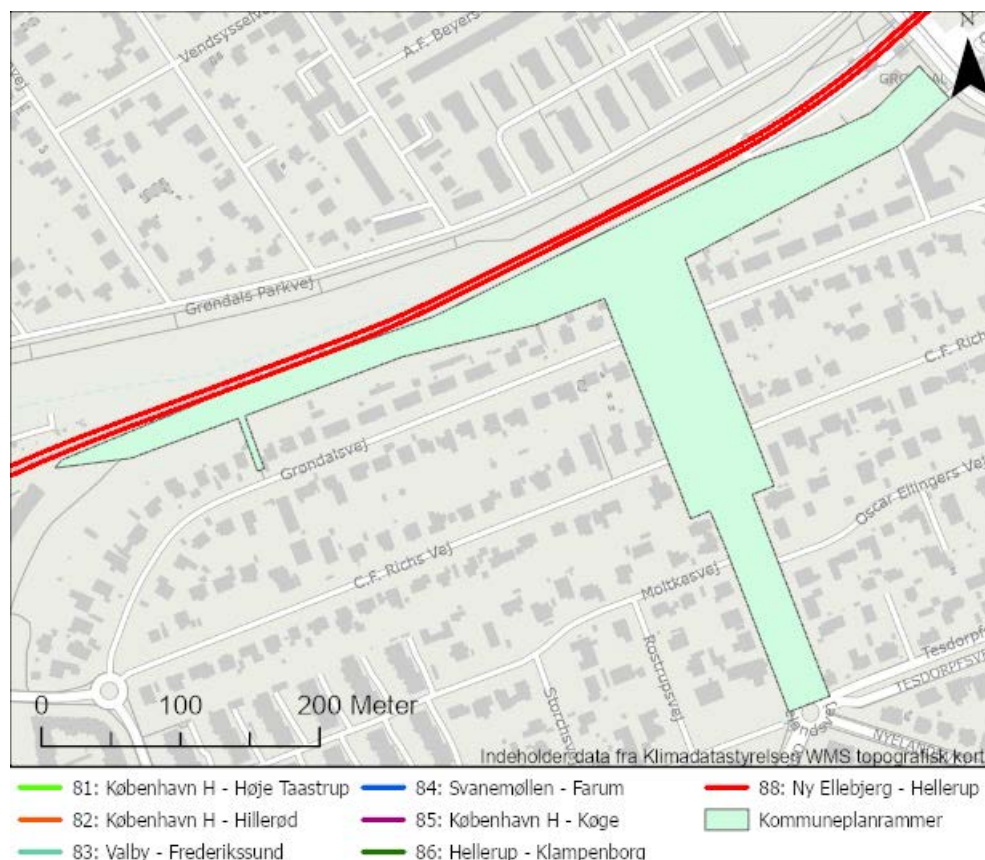 Vendsysselvej
A.F. Beyers
N
Grøndals Parkvej
Grøndalsvej
C.F. Richs
C.F. Richs Vej
Oscar Ellingers Vej
Moltkesvej
Rostrupsvej
Storchsvej
Tesdorpfs
TESDORPFSVEJ
0 100 200 Meter
Indeholder data fra Klimadatastyrelsen, WMS topografisk kort
81: København H - Høje Taastrup
84: Svanemøllen - Farum
88: Ny Ellebjerg - Hellerup
82: København H - Hillerød
85: København H - Køge
Kommuneplanrammer
83: Valby - Frederikssund
86: Hellerup - Klampenborg